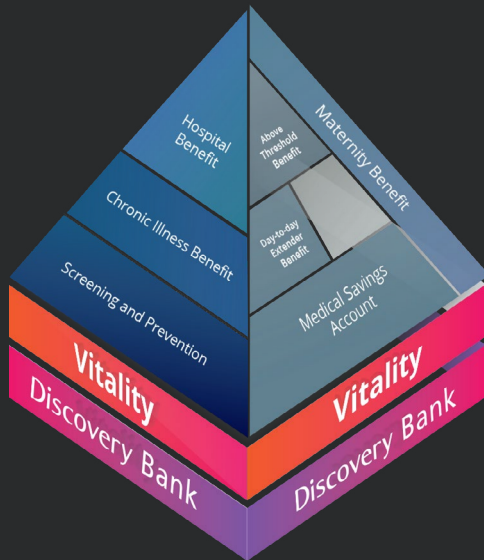 Hospital
Benefit
Chronic Illness Benefit
Screening and Prevention
Vitality
Discovery Bank
Maternity Benefit
Above
Threshold
Benefit
Day-to-day
Extender
Benefit
Medical Savings
Account
Vitality
Discovery Bank